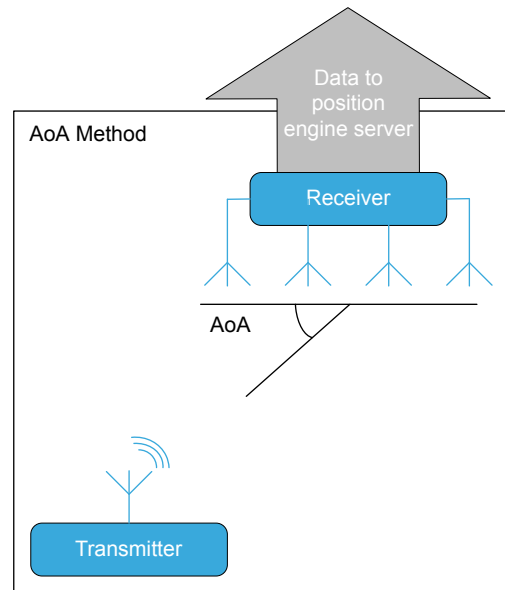 Data to
position
engine server
AoA Method
Receiver
AoA
Transmitter